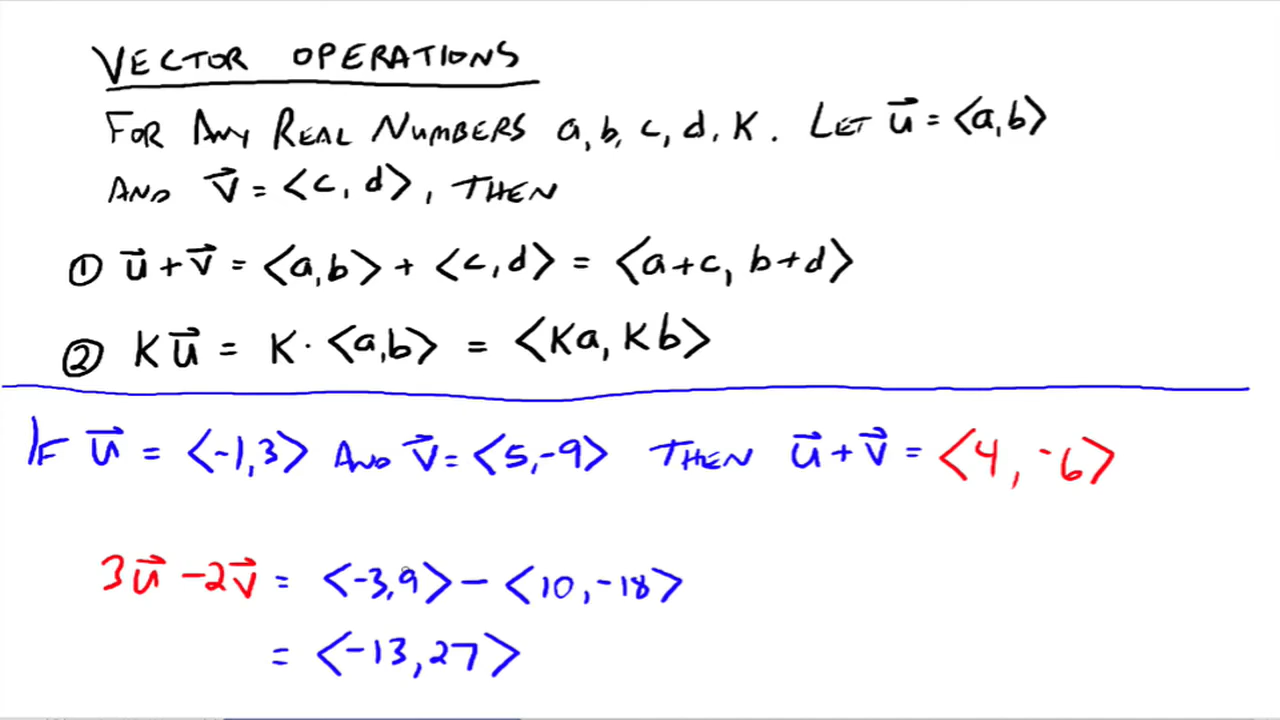 VECTOR OPERATIONS
FOR ANY REAL NUMBERS a, b, c, d, K. LET u⃗ = <a,b>
AND v⃗ = <c, d>, THEN
① u⃗ + v⃗ = <a,b> + <c,d> = <a+c, b+d>
② K u⃗ = K · <a,b> = <Ka, Kb>
IF u⃗ = <-1,3> AND v⃗ = <5,-9> THEN u⃗ + v⃗ = <4, -6>
3u⃗ - 2v⃗ = <-3,9> - <10,-18>
= <-13,27>